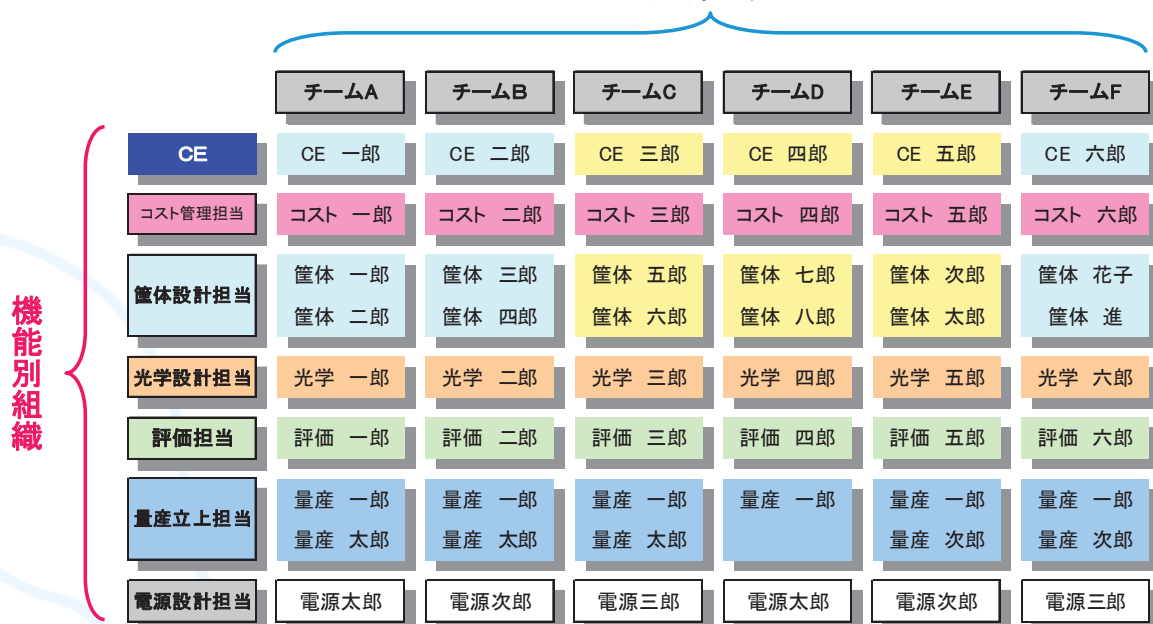 チームA チームB チームC チームD チームE チームF
CE CE 一郎 CE 二郎 CE 三郎 CE 四郎 CE 五郎 CE 六郎
コスト管理担当 コスト 一郎 コスト 二郎 コスト 三郎 コスト 四郎 コスト 五郎 コスト 六郎
筐体設計担当
筐体 一郎 筐体 三郎 筐体 五郎 筐体 七郎 筐体 次郎 筐体 花子
筐体 二郎 筐体 四郎 筐体 六郎 筐体 八郎 筐体 太郎 筐体 進
機能別組織
光学設計担当 光学 一郎 光学 二郎 光学 三郎 光学 四郎 光学 五郎 光学 六郎
評価担当 評価 一郎 評価 二郎 評価 三郎 評価 四郎 評価 五郎 評価 六郎
量産立上担当
量産 一郎 量産 一郎 量産 一郎 量産 一郎 量産 一郎 量産 一郎
量産 太郎 量産 太郎 量産 太郎 量産 次郎 量産 次郎
電源設計担当 電源太郎 電源次郎 電源三郎 電源太郎 電源次郎 電源三郎